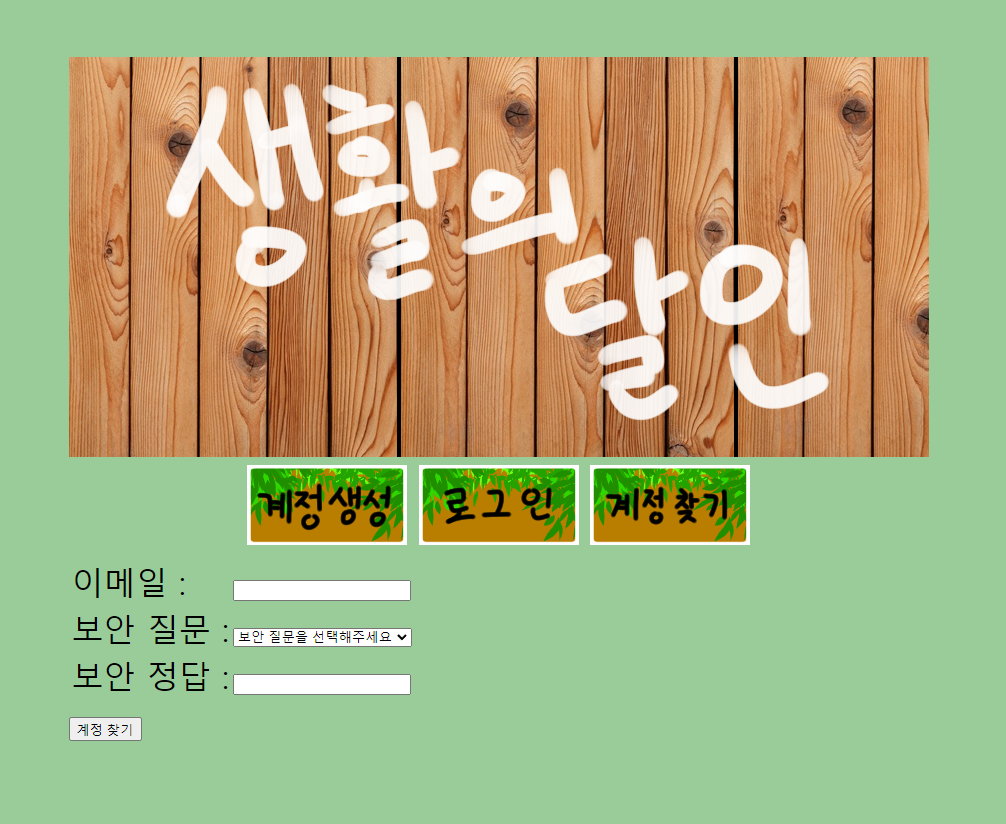 생활의
달인
계정생성 로그인 계정찾기
이메일 :
보안 질문 : 보안 질문을 선택해주세요
보안 정답 :
계정 찾기